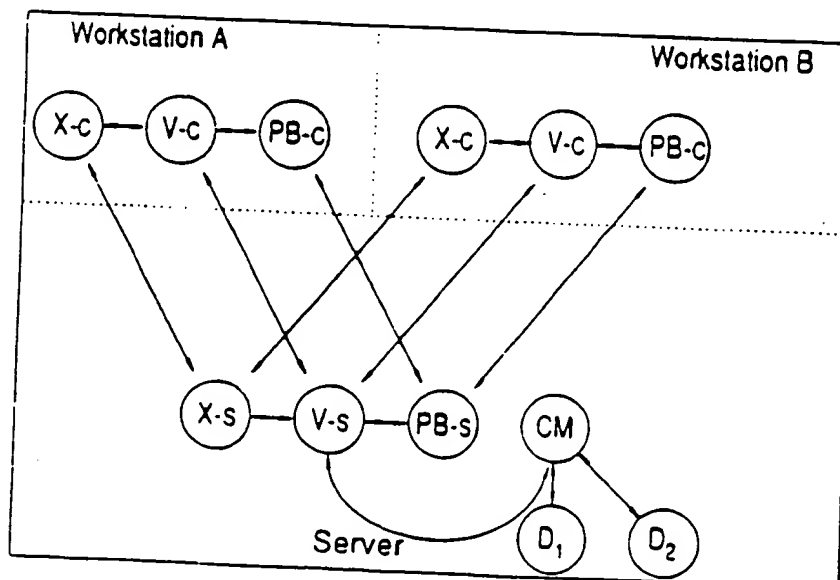 Workstation A
Workstation B
X-c
V-c
PB-c
X-c
V-c
PB-c
X-s
V-s
PB-s
CM
Server
D1
D2